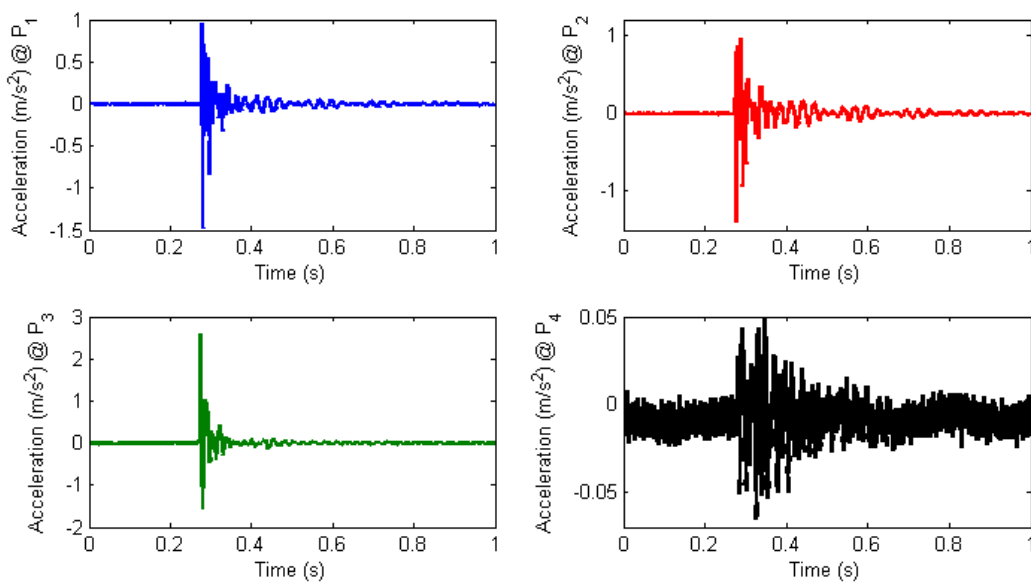 Acceleration (m/s²) @ P₁
1
0.5
0
-0.5
-1
-1.5
0 0.2 0.4 0.6 0.8 1
Time (s)
Acceleration (m/s²) @ P₂
1
0
-1
0 0.2 0.4 0.6 0.8 1
Time (s)
Acceleration (m/s²) @ P₃
3
2
1
0
-1
-2
0 0.2 0.4 0.6 0.8 1
Time (s)
Acceleration (m/s²) @ P₄
0.05
0
-0.05
0 0.2 0.4 0.6 0.8 1
Time (s)